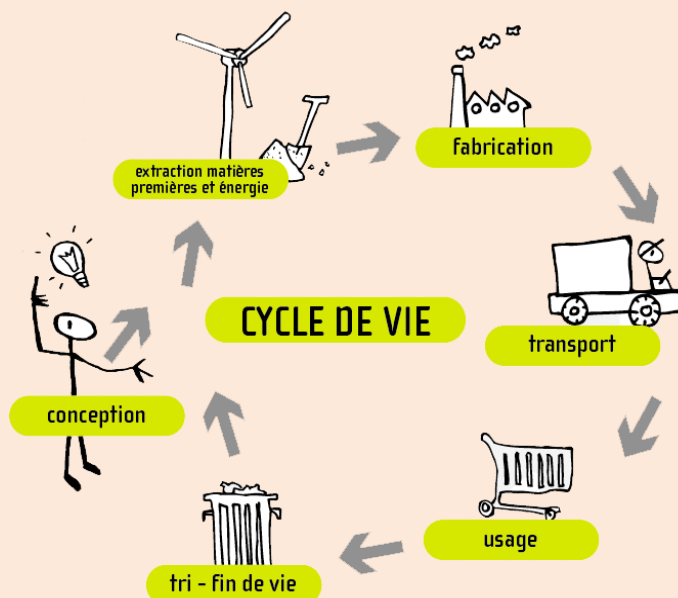 extraction matières
premières et énergie
fabrication
CYCLE DE VIE
transport
conception
usage
tri - fin de vie